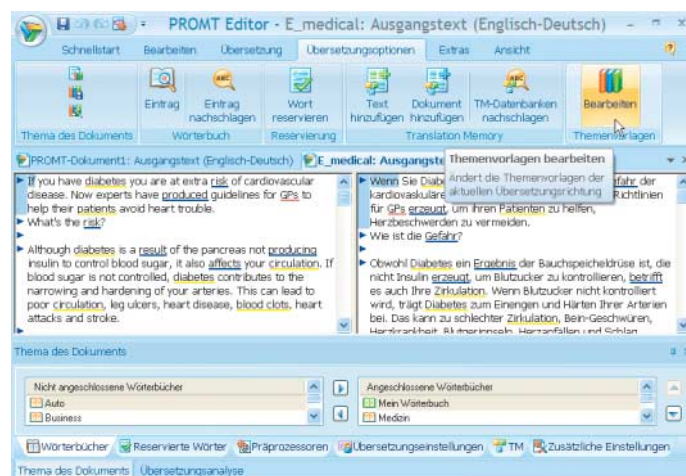 PROMT Editor - E_medical: Ausgangstext (Englisch-Deutsch)
Schnellstart Bearbeiten Übersetzung Übersetzungsoptionen Extras Ansicht
Eintrag Eintrag nachschlagen Wort reservieren Text hinzufügen Dokument hinzufügen TM-Datenbanken nachschlagen Bearbeiten
Thema des Dokuments Wörterbuch Reservierung Translation Memory Themenvorlagen
PROMT-Dokument1: Ausgangstext (Englisch-Deutsch) E_medical: Ausgangste
Themenvorlagen bearbeiten
Ändert die Themenvorlagen der
aktuellen Übersetzungsrichtung
If you have diabetes you are at extra risk of cardiovascular
disease. Now experts have produced guidelines for GPs to
help their patients avoid heart trouble.
What's the risk?
Although diabetes is a result of the pancreas not producing
insulin to control blood sugar, it also affects your circulation. If
blood sugar is not controlled, diabetes contributes to the
narrowing and hardening of your arteries. This can lead to
poor circulation, leg ulcers, heart disease, blood clots, heart
attacks and stroke.
Wenn Sie Diab efahr der
kardiovaskuläre Richtlinien
für GPs erzeugt, um ihren Patienten zu helfen,
Herzbeschwerden zu vermeiden.
Wie ist die Gefahr?
Obwohl Diabetes ein Ergebnis der Bauchspeicheldrüse ist, die
nicht Insulin erzeugt, um Blutzucker zu kontrollieren, betrifft
es auch Ihre Zirkulation. Wenn Blutzucker nicht kontrolliert
wird, trägt Diabetes zum Einengen und Härten Ihrer Arterien
bei. Das kann zu schlechter Zirkulation, Bein-Geschwüren,
Herzkrankheit, Blutgerinnseln, Herzanfällen und Schlag
Thema des Dokuments
Nicht angeschlossene Wörterbücher
Auto
Business
Angeschlossene Wörterbücher
Mein Wörterbuch
Medizin
Wörterbücher Reservierte Wörter Präprozessoren Übersetzungseinstellungen TM Zusätzliche Einstellungen
Thema des Dokuments Übersetzungsanalyse